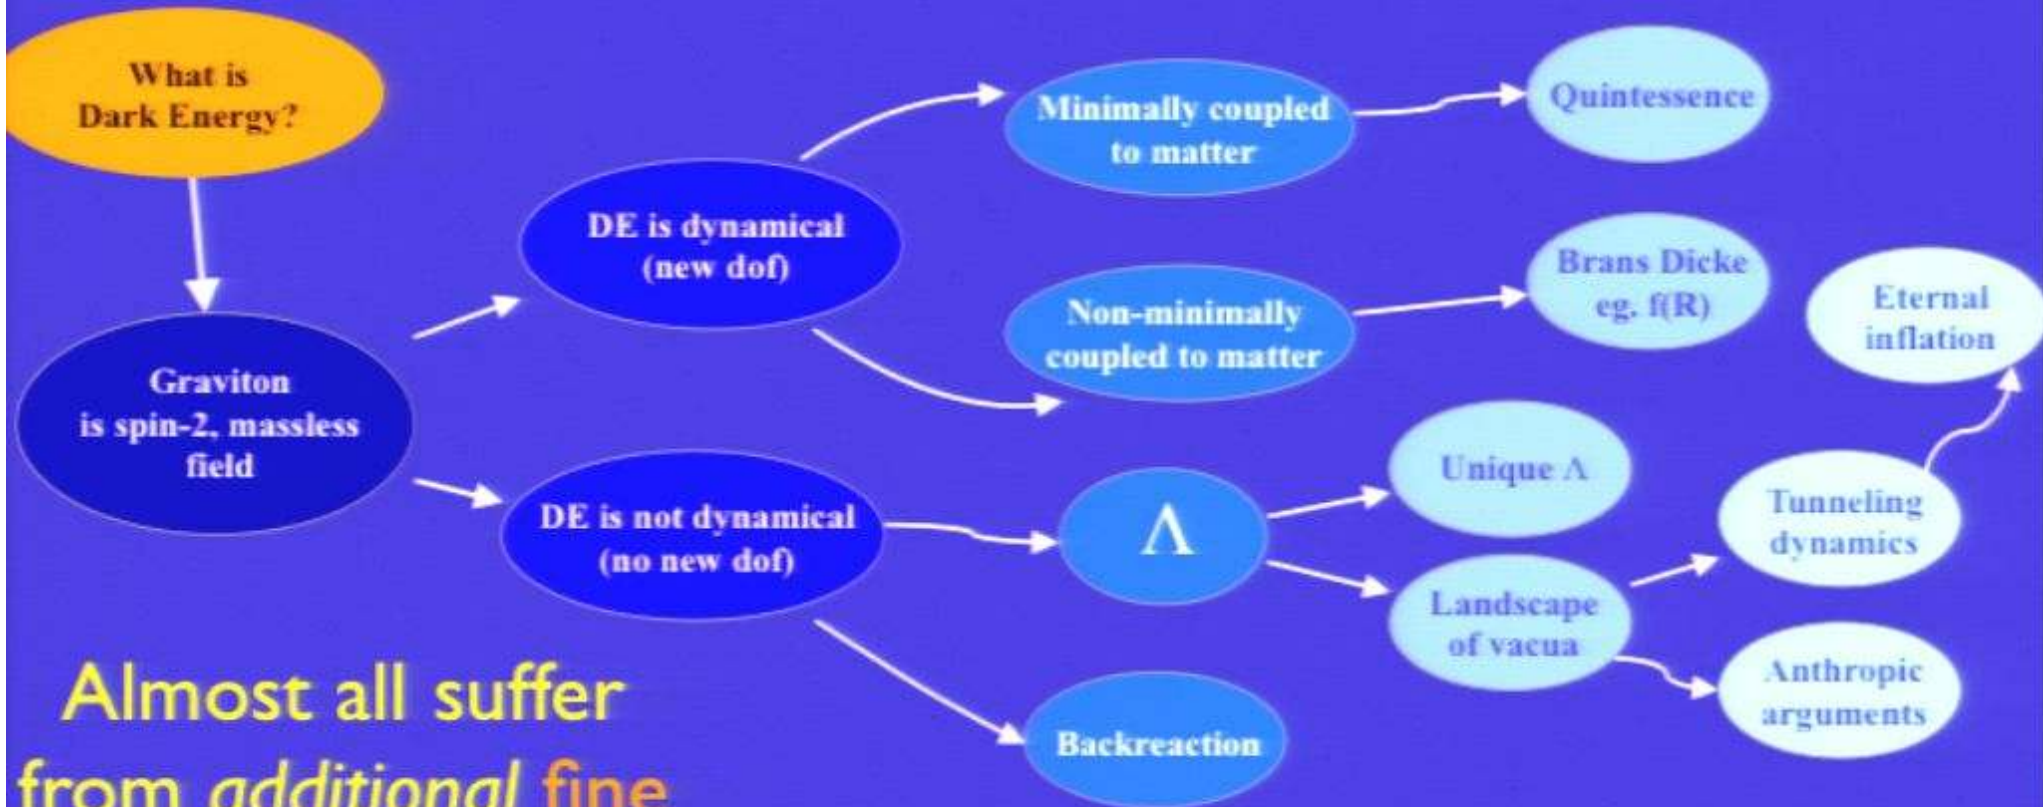 What is
Dark Energy?
Graviton
is spin-2, massless
field
DE is dynamical
(new dof)
DE is not dynamical
(no new dof)
Minimally coupled
to matter
Non-minimally
coupled to matter
Λ
Backreaction
Quintessence
Brans Dicke
eg. f(R)
Unique Λ
Landscape
of vacua
Tunneling
dynamics
Anthropic
arguments
Eternal
inflation
Almost all suffer
from additional fine